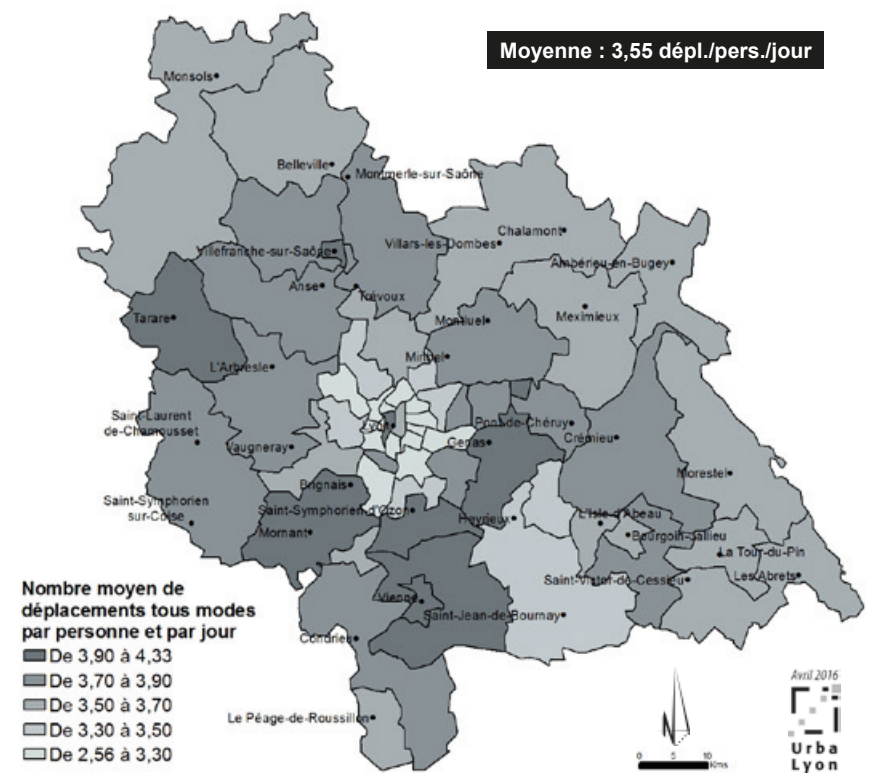 Moyenne : 3,55 dépl./pers./jour
Monsols
Belleville
Montmerle-sur-Saône
Chalamont
Villars-les-Dombes
Villefranche-sur-Saône
Ambérieu-en-Bugey
Anse
Trévoux
Meximieux
Tarare
Montluel
Miribel
L'Arbresle
Saint-Laurent
de-Chamousset
Lyon
Pont-de-Chéruy
Crémieu
Vaugneray
Genas
Morestel
Brignais
Saint-Symphorien
sur-Coise
Saint-Symphorien-d'Ozon
Heyrieux
L'Isle-d'Abeau
Mornant
Bourgoin-Jallieu
La Tour-du-Pin
Saint-Victor-de-Cessieu
Les Abrets
Nombre moyen de
déplacements tous modes
par personne et par jour
De 3,90 à 4,33
De 3,70 à 3,90
De 3,50 à 3,70
De 3,30 à 3,50
De 2,56 à 3,30
Vienne
Saint-Jean-de-Bournay
Condrieu
Le Péage-de-Roussillon
0 5 10
Kms
Avril 2016
Urba
Lyon